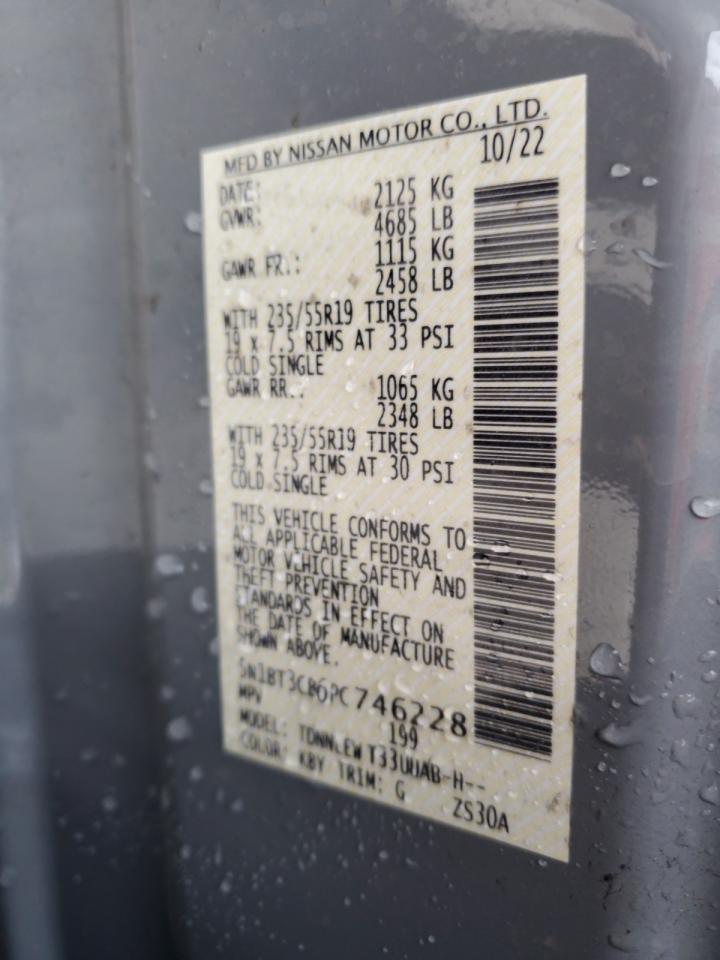 MFD BY NISSAN MOTOR CO., LTD.
DATE: 10/22
GVWR: 2125 KG
4685 LB
GAWR FR.: 1115 KG
2458 LB
WITH 235/55R19 TIRES
19 x 7.5 RIMS AT 33 PSI
COLD SINGLE
GAWR RR.: 1065 KG
2348 LB
WITH 235/55R19 TIRES
19 x 7.5 RIMS AT 30 PSI
COLD SINGLE
THIS VEHICLE CONFORMS TO
ALL APPLICABLE FEDERAL
MOTOR VEHICLE SAFETY AND
THEFT PREVENTION
STANDARDS IN EFFECT ON
THE DATE OF MANUFACTURE
SHOWN ABOVE.
5N1BT3CB6PC746228
MPV 199
MODEL: T33UUAB-H--
COLOR: KBY TRIM: G ZS30A